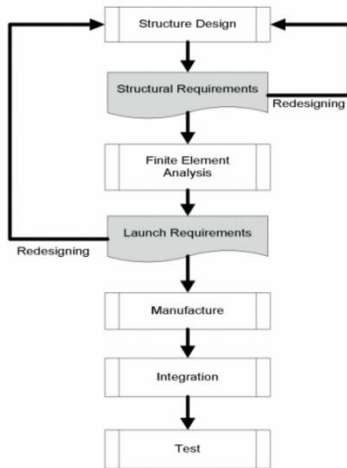 Structure Design
Structural Requirements
Redesigning
Finite Element
Analysis
Launch Requirements
Redesigning
Manufacture
Integration
Test